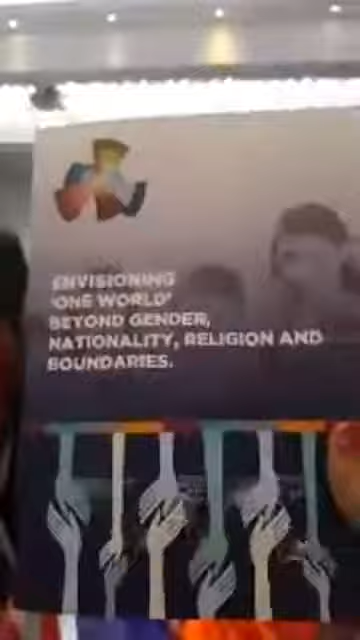 ENVISIONING
'ONE WORLD'
BEYOND GENDER,
NATIONALITY, RELIGION AND
BOUNDARIES.